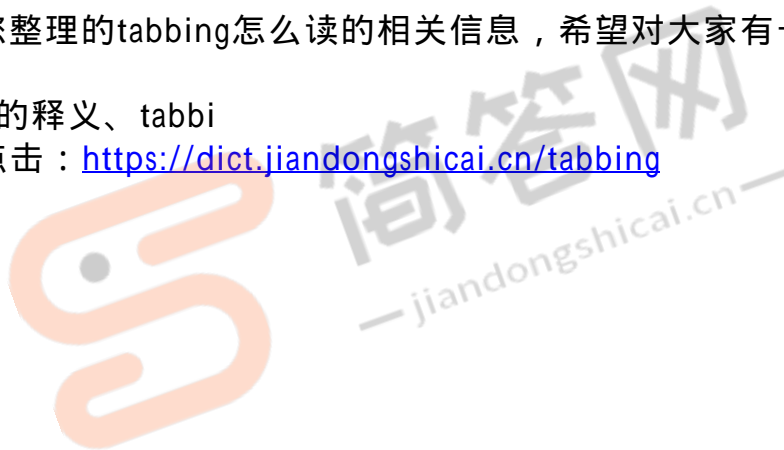 整理的tabbing怎么读的相关信息，希望对大家有
的释义、tabbi
点击：https://dict.jiandongshicai.cn/tabbing
简答网
jiandongshicai.cn